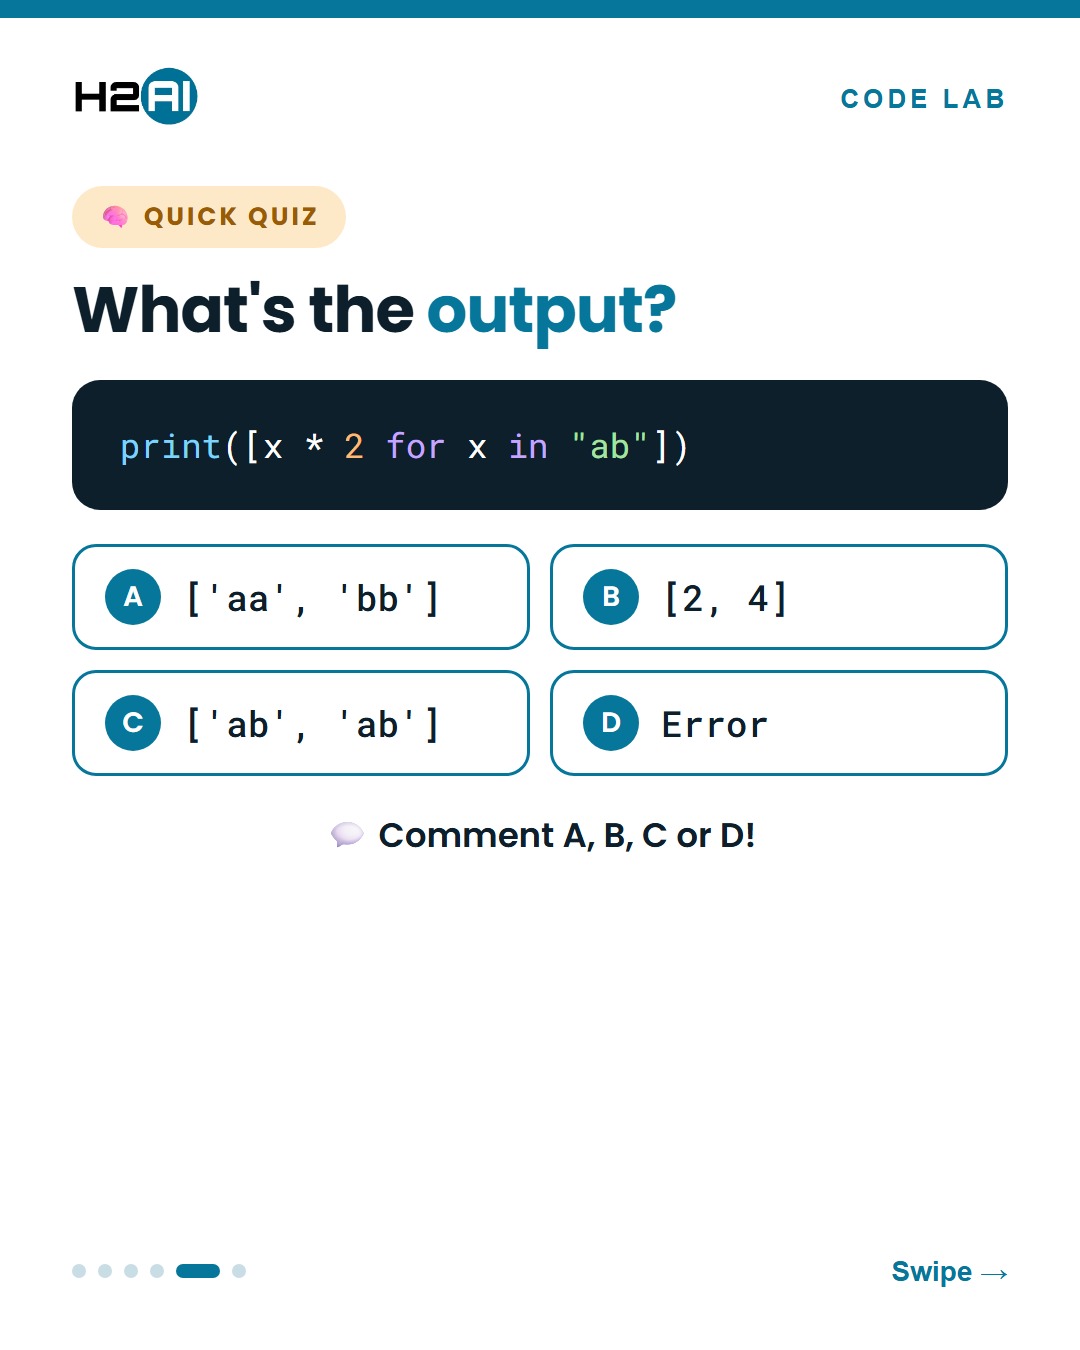 H2AI
CODE LAB
🧠 QUICK QUIZ
What's the output?
print([x * 2 for x in "ab"])
A ['aa', 'bb']
B [2, 4]
C ['ab', 'ab']
D Error
💬 Comment A, B, C or D!
Swipe →